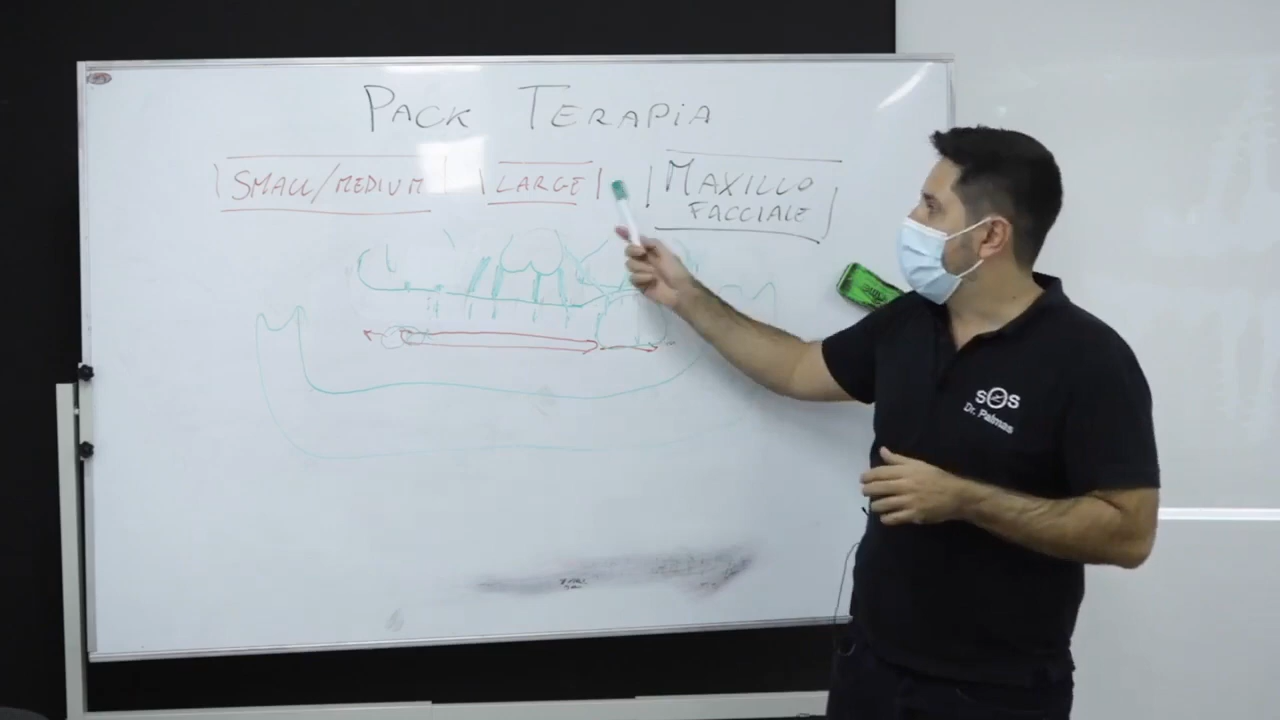 PACK TERAPIA
SMALL/MEDIUM LARGE MAXILLO
FACCIALE
SOS
Dr. Palmas